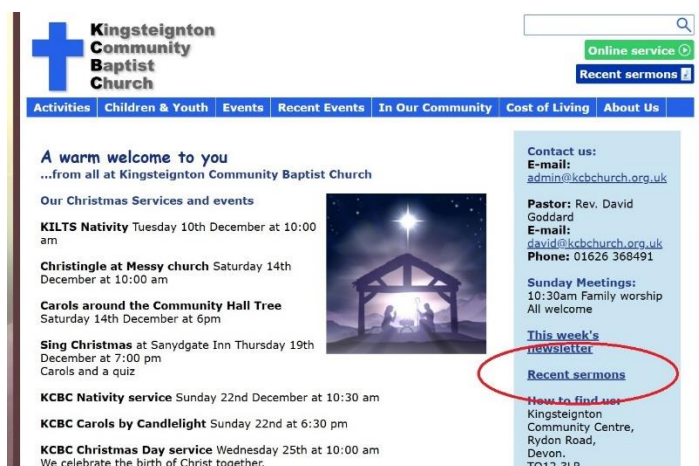 Kingsteignton
Community
Baptist
Church
Online service
Recent sermons
Activities Children & Youth Events Recent Events In Our Community Cost of Living About Us
A warm welcome to you
...from all at Kingsteignton Community Baptist Church
Our Christmas Services and events
KILTS Nativity Tuesday 10th December at 10:00
am
Christingle at Messy church Saturday 14th
December at 10:00 am
Carols around the Community Hall Tree
Saturday 14th December at 6pm
Sing Christmas at Sanydgate Inn Thursday 19th
December at 7:00 pm
Carols and a quiz
KCBC Nativity service Sunday 22nd December at 10:30 am
KCBC Carols by Candlelight Sunday 22nd at 6:30 pm
KCBC Christmas Day service Wednesday 25th at 10:00 am
We celebrate the birth of Christ together.
Contact us:
E-mail:
admin@kcbchurch.org.uk
Pastor: Rev. David
Goddard
E-mail:
david@kcbchurch.org.uk
Phone: 01626 368491
Sunday Meetings:
10:30am Family worship
All welcome
This week's
newsletter
Recent sermons
How to find us:
Kingsteignton
Community Centre,
Rydon Road,
Devon.
TQ12 3LP